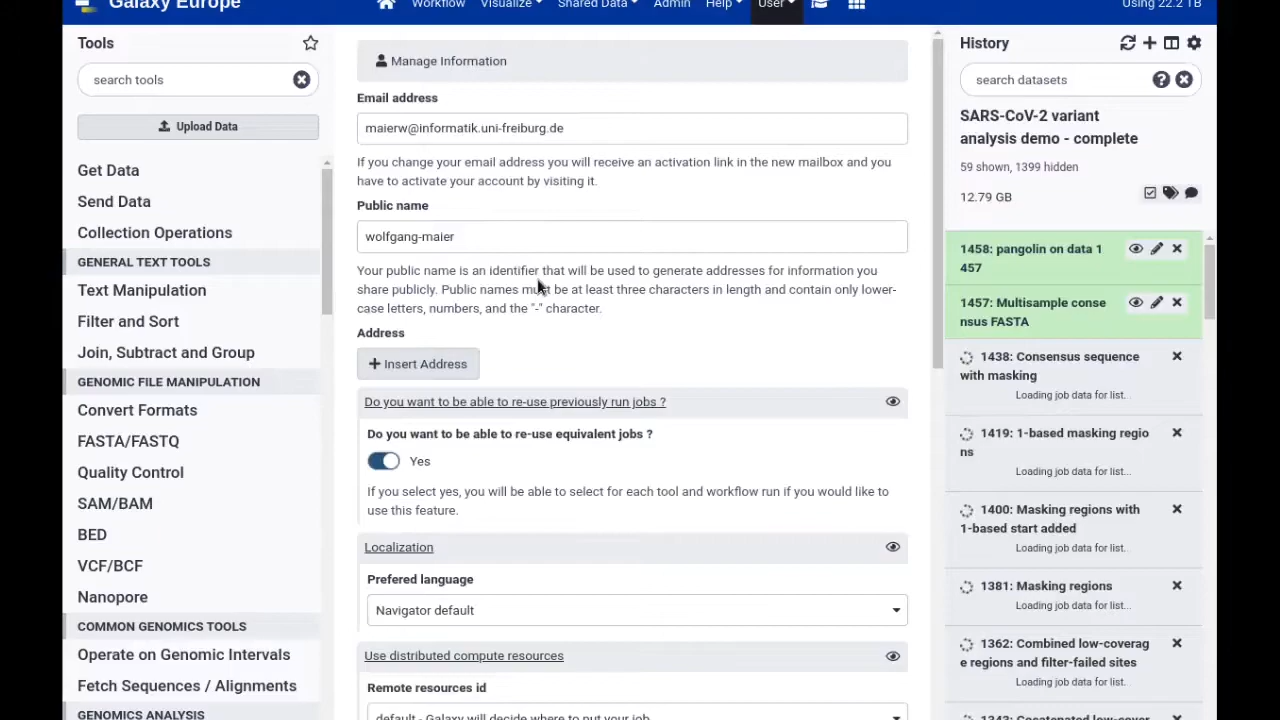 Galaxy Europe
Workflow
Visualize
Shared Data
Admin
Help
User
Using 22.2 TB
Tools
search tools
Upload Data
Get Data
Send Data
Collection Operations
GENERAL TEXT TOOLS
Text Manipulation
Filter and Sort
Join, Subtract and Group
GENOMIC FILE MANIPULATION
Convert Formats
FASTA/FASTQ
Quality Control
SAM/BAM
BED
VCF/BCF
Nanopore
COMMON GENOMICS TOOLS
Operate on Genomic Intervals
Fetch Sequences / Alignments
GENOMICS ANALYSIS
Manage Information
Email address
maierw@informatik.uni-freiburg.de
If you change your email address you will receive an activation link in the new mailbox and you
have to activate your account by visiting it.
Public name
wolfgang-maier
Your public name is an identifier that will be used to generate addresses for information you
share publicly. Public names must be at least three characters in length and contain only lower-
case letters, numbers, and the "-" character.
Address
+ Insert Address
Do you want to be able to re-use previously run jobs ?
Do you want to be able to re-use equivalent jobs ?
Yes
If you select yes, you will be able to select for each tool and workflow run if you would like to
use this feature.
Localization
Prefered language
Navigator default
Use distributed compute resources
Remote resources id
default - Galaxy will decide where to put your job
History
search datasets
SARS-CoV-2 variant
analysis demo - complete
59 shown, 1399 hidden
12.79 GB
1458: pangolin on data 1
457
1457: Multisample conse
nsus FASTA
1438: Consensus sequence
with masking
Loading job data for list.
1419: 1-based masking regio
ns
Loading job data for list...
1400: Masking regions with
1-based start added
Loading job data for list.
1381: Masking regions
Loading job data for list...
1362: Combined low-coverag
e regions and filter-failed sites
Loading job data for list.
1343: Concatenated low-cover